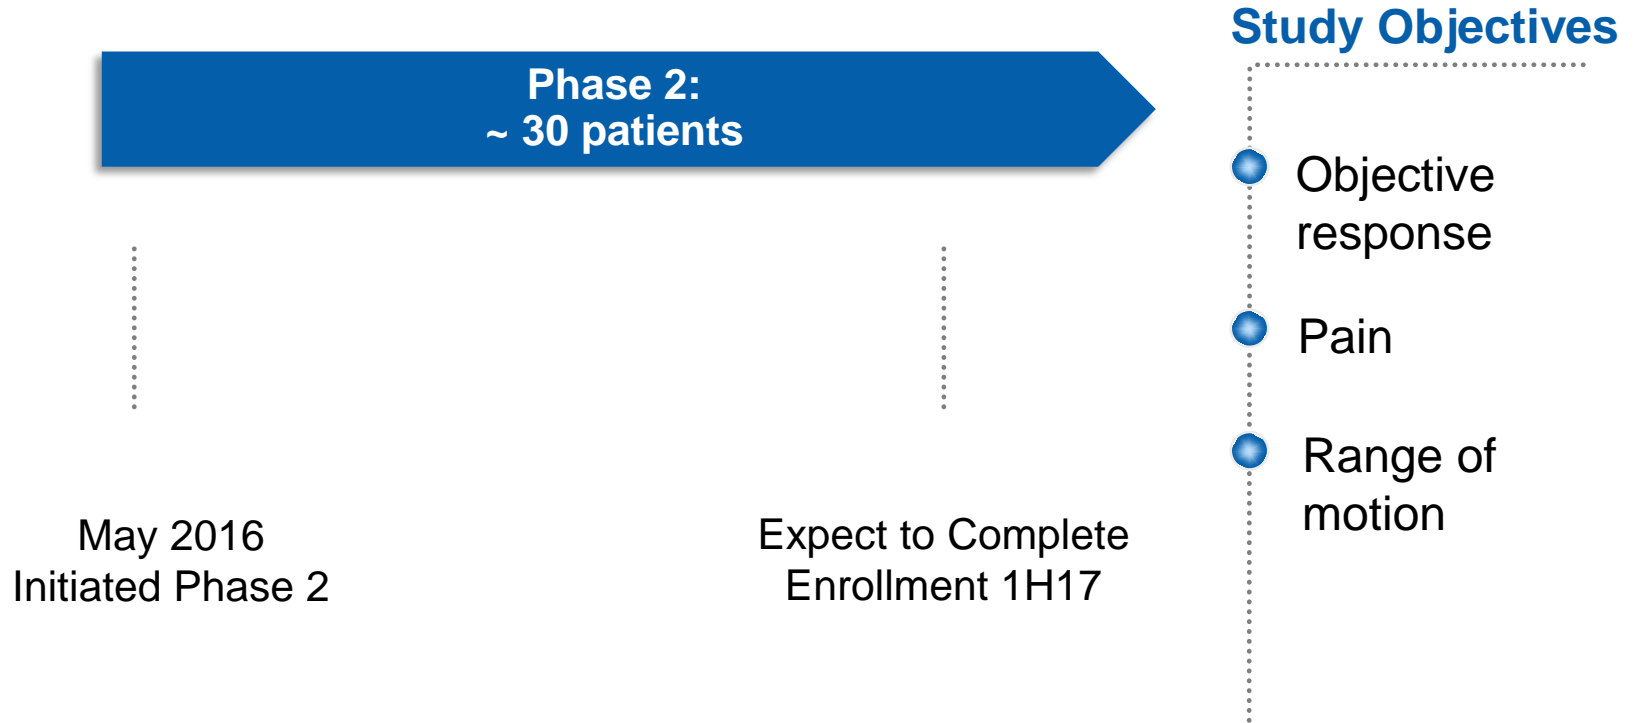 Phase 2:
~ 30 patients
May 2016
Initiated Phase 2
Expect to Complete
Enrollment 1H17
Study Objectives
Objective
response
Pain
Range of
motion